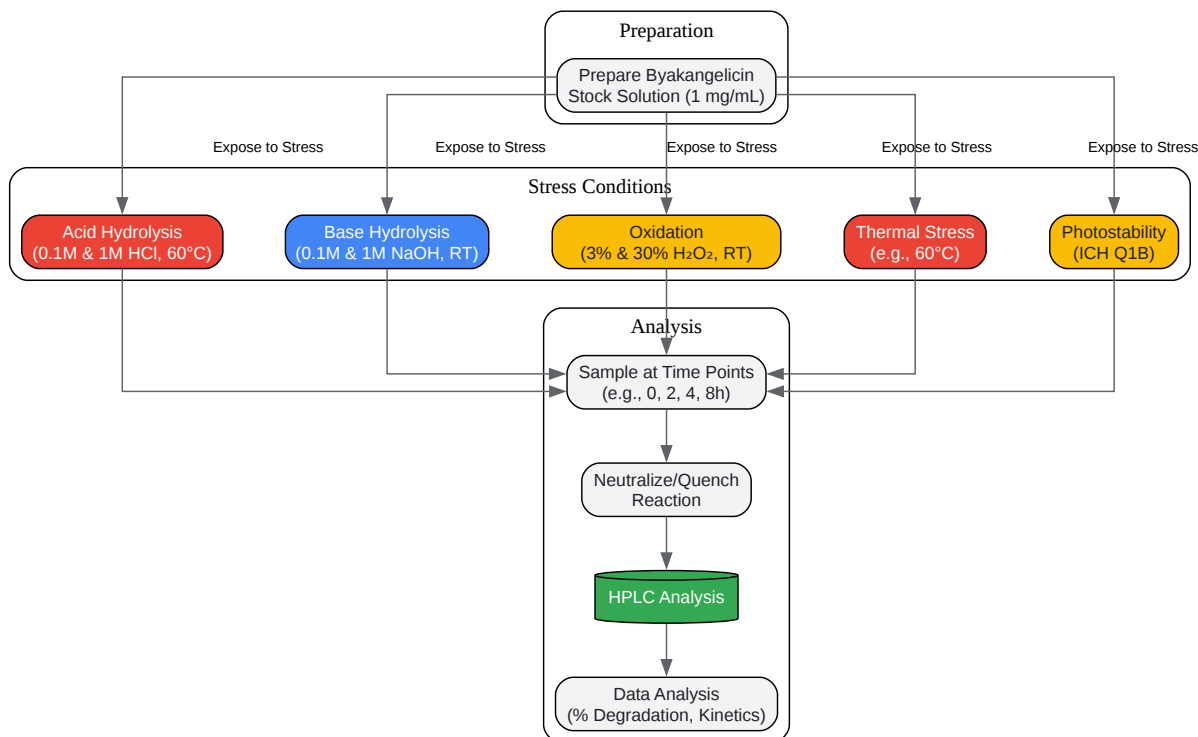 Preparation
Prepare Byakangelicin
Stock Solution (1 mg/mL)
Expose to Stress
Expose to Stress
Expose to Stress
Expose to Stress
Expose to Stress
Stress Conditions
Acid Hydrolysis
(0.1M & 1M HCl, 60°C)
Base Hydrolysis
(0.1M & 1M NaOH, RT)
Oxidation
(3% & 30% H₂O₂, RT)
Thermal Stress
(e.g., 60°C)
Photostability
(ICH Q1B)
Analysis
Sample at Time Points
(e.g., 0, 2, 4, 8h)
Neutralize/Quench
Reaction
HPLC Analysis
Data Analysis
(% Degradation, Kinetics)